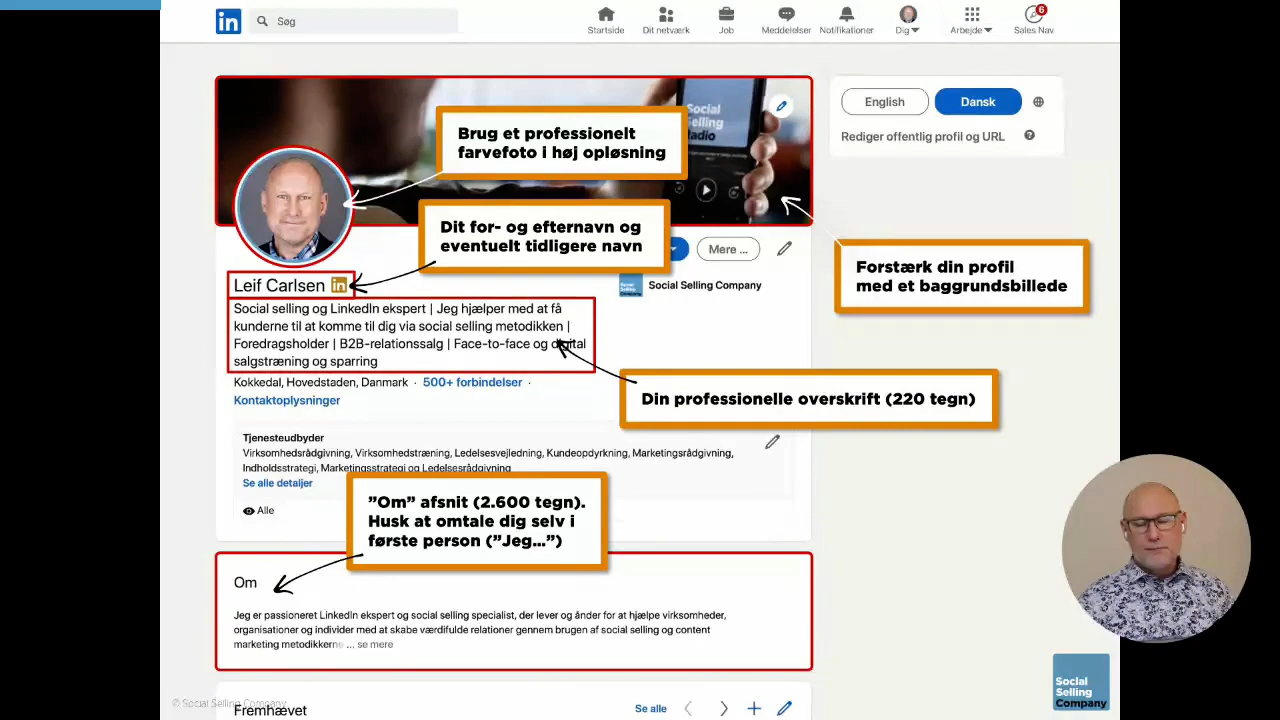 in
Søg
Startside
Dit netværk
Job
Meddelelser
Notifikationer
Dig
Arbejde
6
Sales Nav
English
Dansk
Rediger offentlig profil og URL
Social
Selling
Radio
Brug et professionelt
farvefoto i høj opløsning
Dit for- og efternavn og
eventuelt tidligere navn
Mere ...
Forstærk din profil
med et baggrundsbillede
Leif Carlsen in
Social Selling Company
Social selling og LinkedIn ekspert | Jeg hjælper med at få
kunderne til at komme til dig via social selling metodikken |
Foredragsholder | B2B-relationssalg | Face-to-face og digital
salgstræning og sparring
Kokkedal, Hovedstaden, Danmark · 500+ forbindelser ·
Kontaktoplysninger
Din professionelle overskrift (220 tegn)
Tjenesteudbyder
Virksomhedsrådgivning, Virksomhedstræning, Ledelsesvejledning, Kundeopdyrkning, Marketingsrådgivning,
Indholdsstrategi, Marketingsstrategi og Ledelsesrådgivning
Se alle detaljer
Alle
”Om” afsnit (2.600 tegn).
Husk at omtale dig selv i
første person (”Jeg...”)
Om
Jeg er passioneret LinkedIn ekspert og social selling specialist, der lever og ånder for at hjælpe virksomheder,
organisationer og individer med at skabe værdifulde relationer gennem brugen af social selling og content
marketing metodikkerne ... se mere
Fremhævet
Se alle
© Social Selling Company
Social
Selling
Company